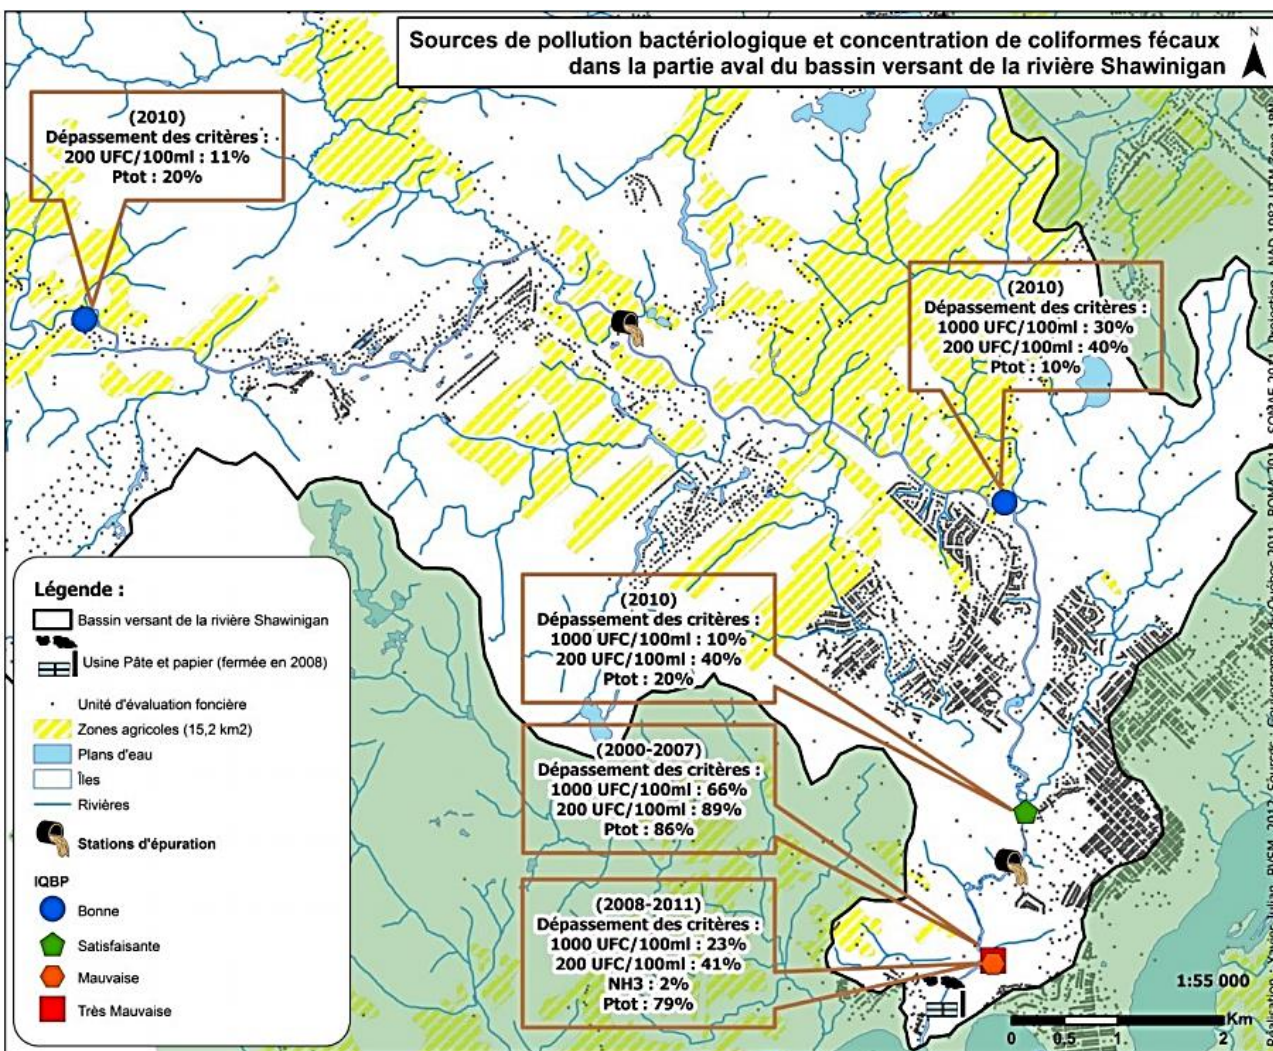 Sources de pollution bactériologique et concentration de coliformes fécaux
dans la partie aval du bassin versant de la rivière Shawinigan
N
(2010)
Dépassement des critères :
200 UFC/100ml : 11%
Ptot : 20%
(2010)
Dépassement des critères :
1000 UFC/100ml : 30%
200 UFC/100ml : 40%
Ptot : 10%
(2010)
Dépassement des critères :
1000 UFC/100ml : 10%
200 UFC/100ml : 40%
Ptot : 20%
(2000-2007)
Dépassement des critères :
1000 UFC/100ml : 66%
200 UFC/100ml : 89%
Ptot : 86%
(2008-2011)
Dépassement des critères :
1000 UFC/100ml : 23%
200 UFC/100ml : 41%
NH3 : 2%
Ptot : 79%
Légende :
Bassin versant de la rivière Shawinigan
Usine Pâte et papier (fermée en 2008)
Unité d'évaluation foncière
Zones agricoles (15,2 km2)
Plans d'eau
Îles
Rivières
Stations d'épuration
IQBP
Bonne
Satisfaisante
Mauvaise
Très Mauvaise
1:55 000
Km
0 0.5 1 2